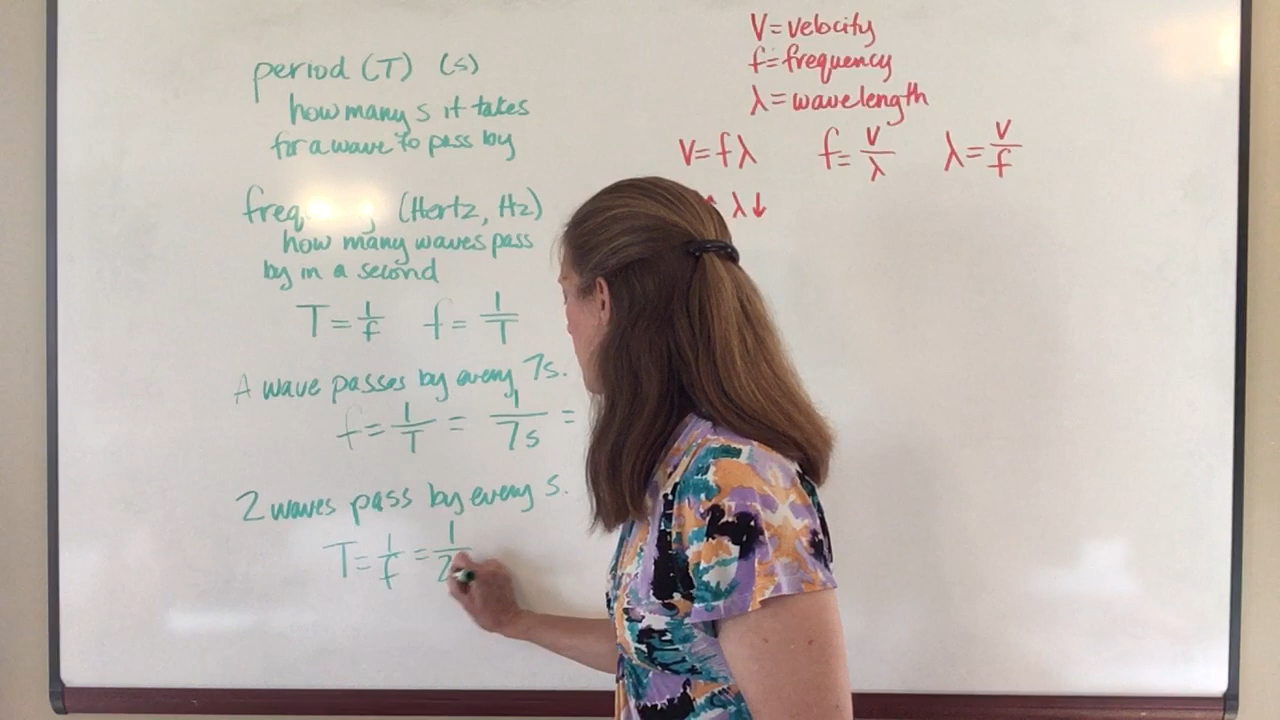 period (T) (s)
how many s it takes
for a wave to pass by
(Hertz, Hz)
how many waves pass
by in a second
T = 1/f f = 1/T
A wave passes by every 7s.
f = 1/T = 1/7s =
2 waves pass by every s.
T = 1/f = 1/2
V = velocity
f = frequency
λ = wavelength
V = fλ f = V/λ λ = V/f
λ↓